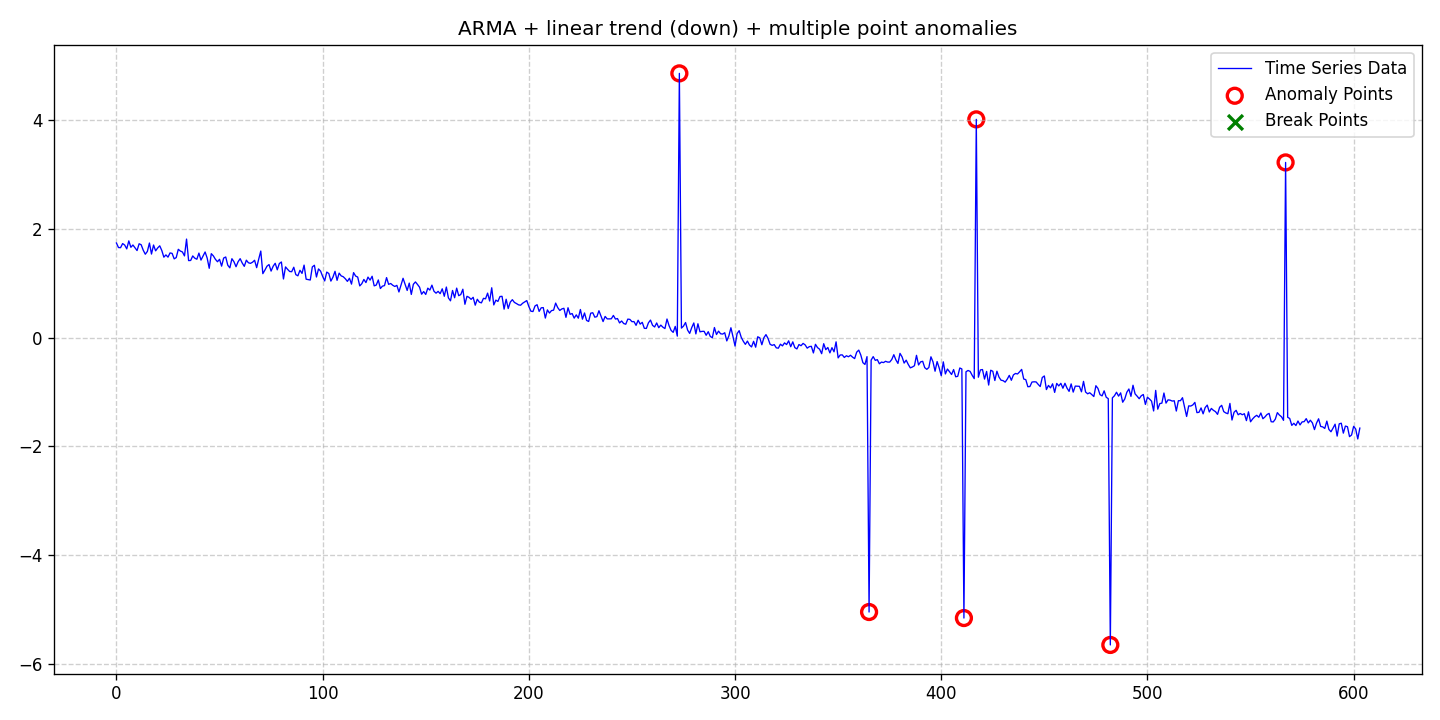 ARMA + linear trend (down) + multiple point anomalies
Time Series Data
Anomaly Points
Break Points
4
2
0
−2
−4
−6
0 100 200 300 400 500 600